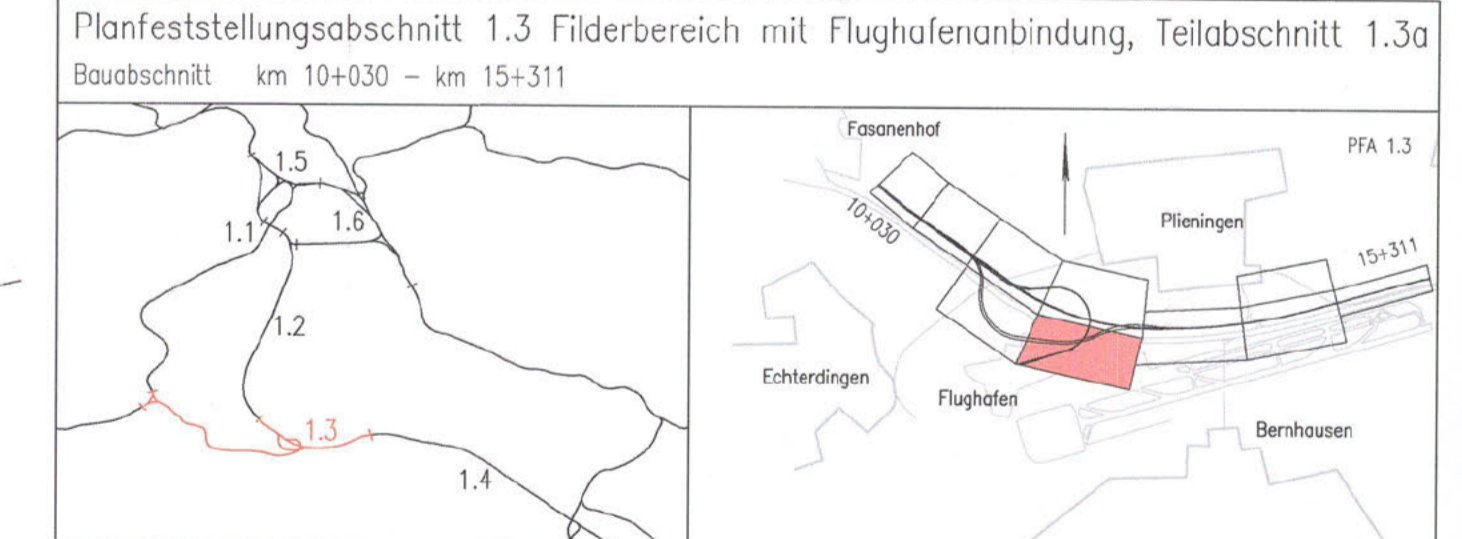 Planfeststellungsabschnitt 1.3 Filderbereich mit Flughafenanbindung, Teilabschnitt 1.3a
Bauabschnitt km 10+030 – km 15+311
1.5
1.6
1.1
1.2
1.3
1.4
Fasanenhof
PFA 1.3
10+030
Plieningen
15+311
Echterdingen
Flughafen
Bernhausen